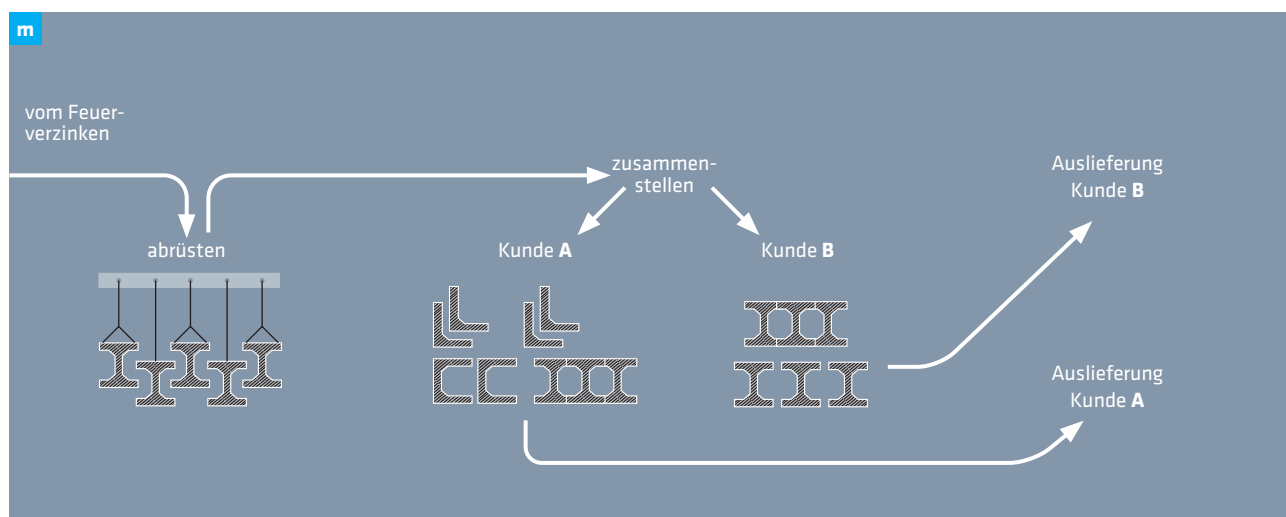 m
vom Feuer-
verzinken
abrüsten
zusammen-
stellen
Kunde A
Kunde B
Auslieferung
Kunde B
Auslieferung
Kunde A